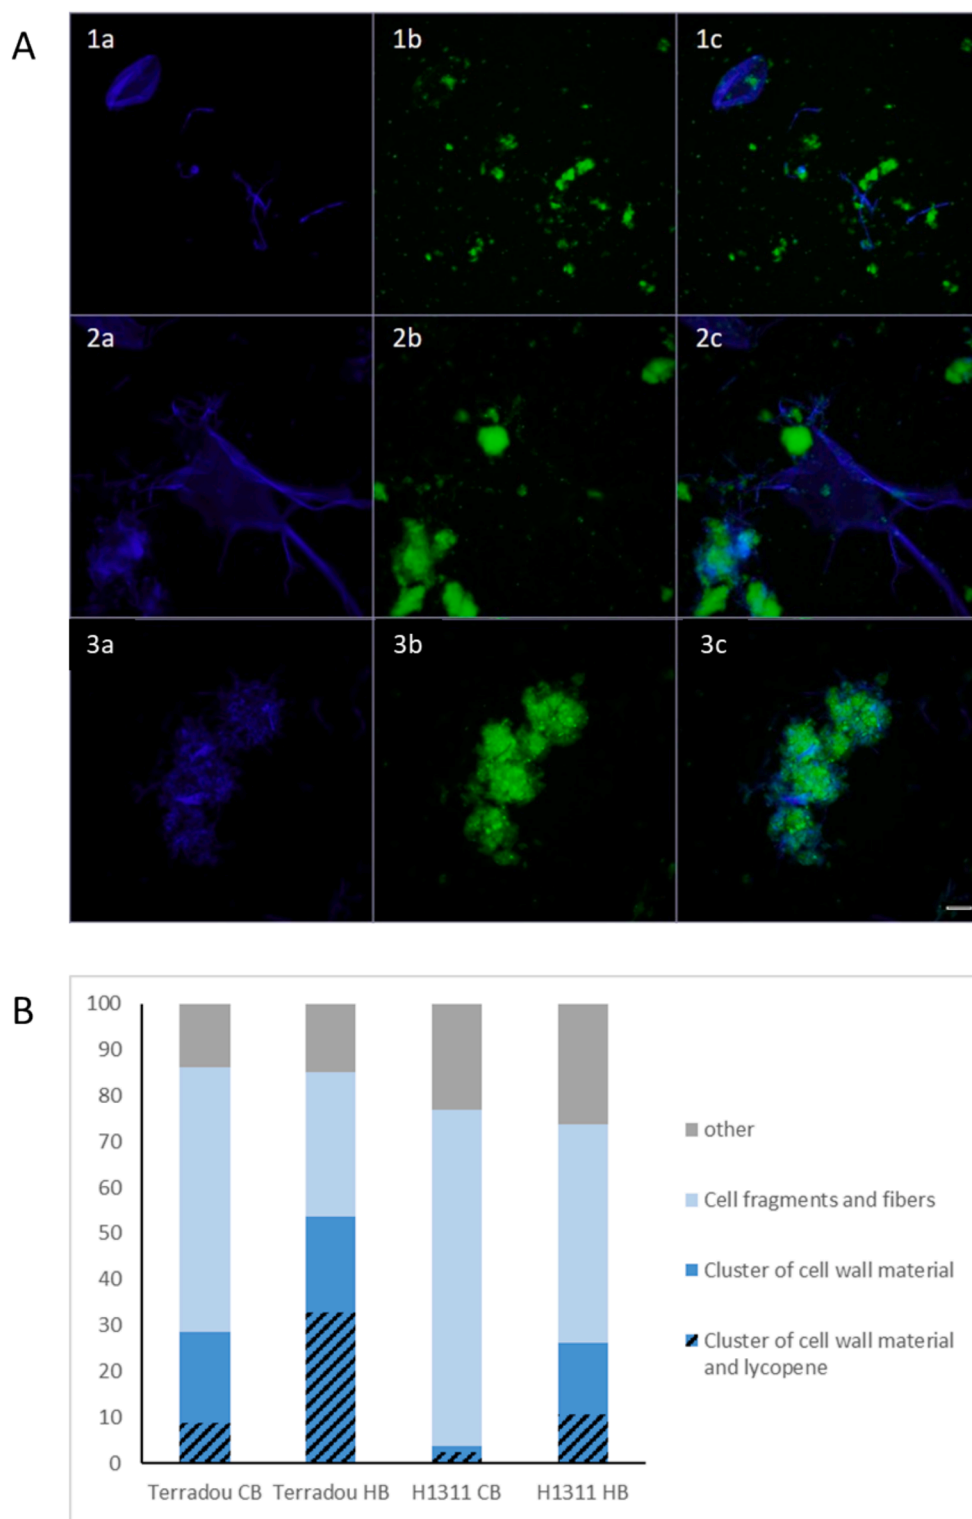 A
1a
1b
1c
2a
2b
2c
3a
3b
3c
B
100
90
80
70
60
50
40
30
20
10
0
Terradou CB
Terradou HB
H1311 CB
H1311 HB
other
Cell fragments and fibers
Cluster of cell wall material
Cluster of cell wall material
and lycopene